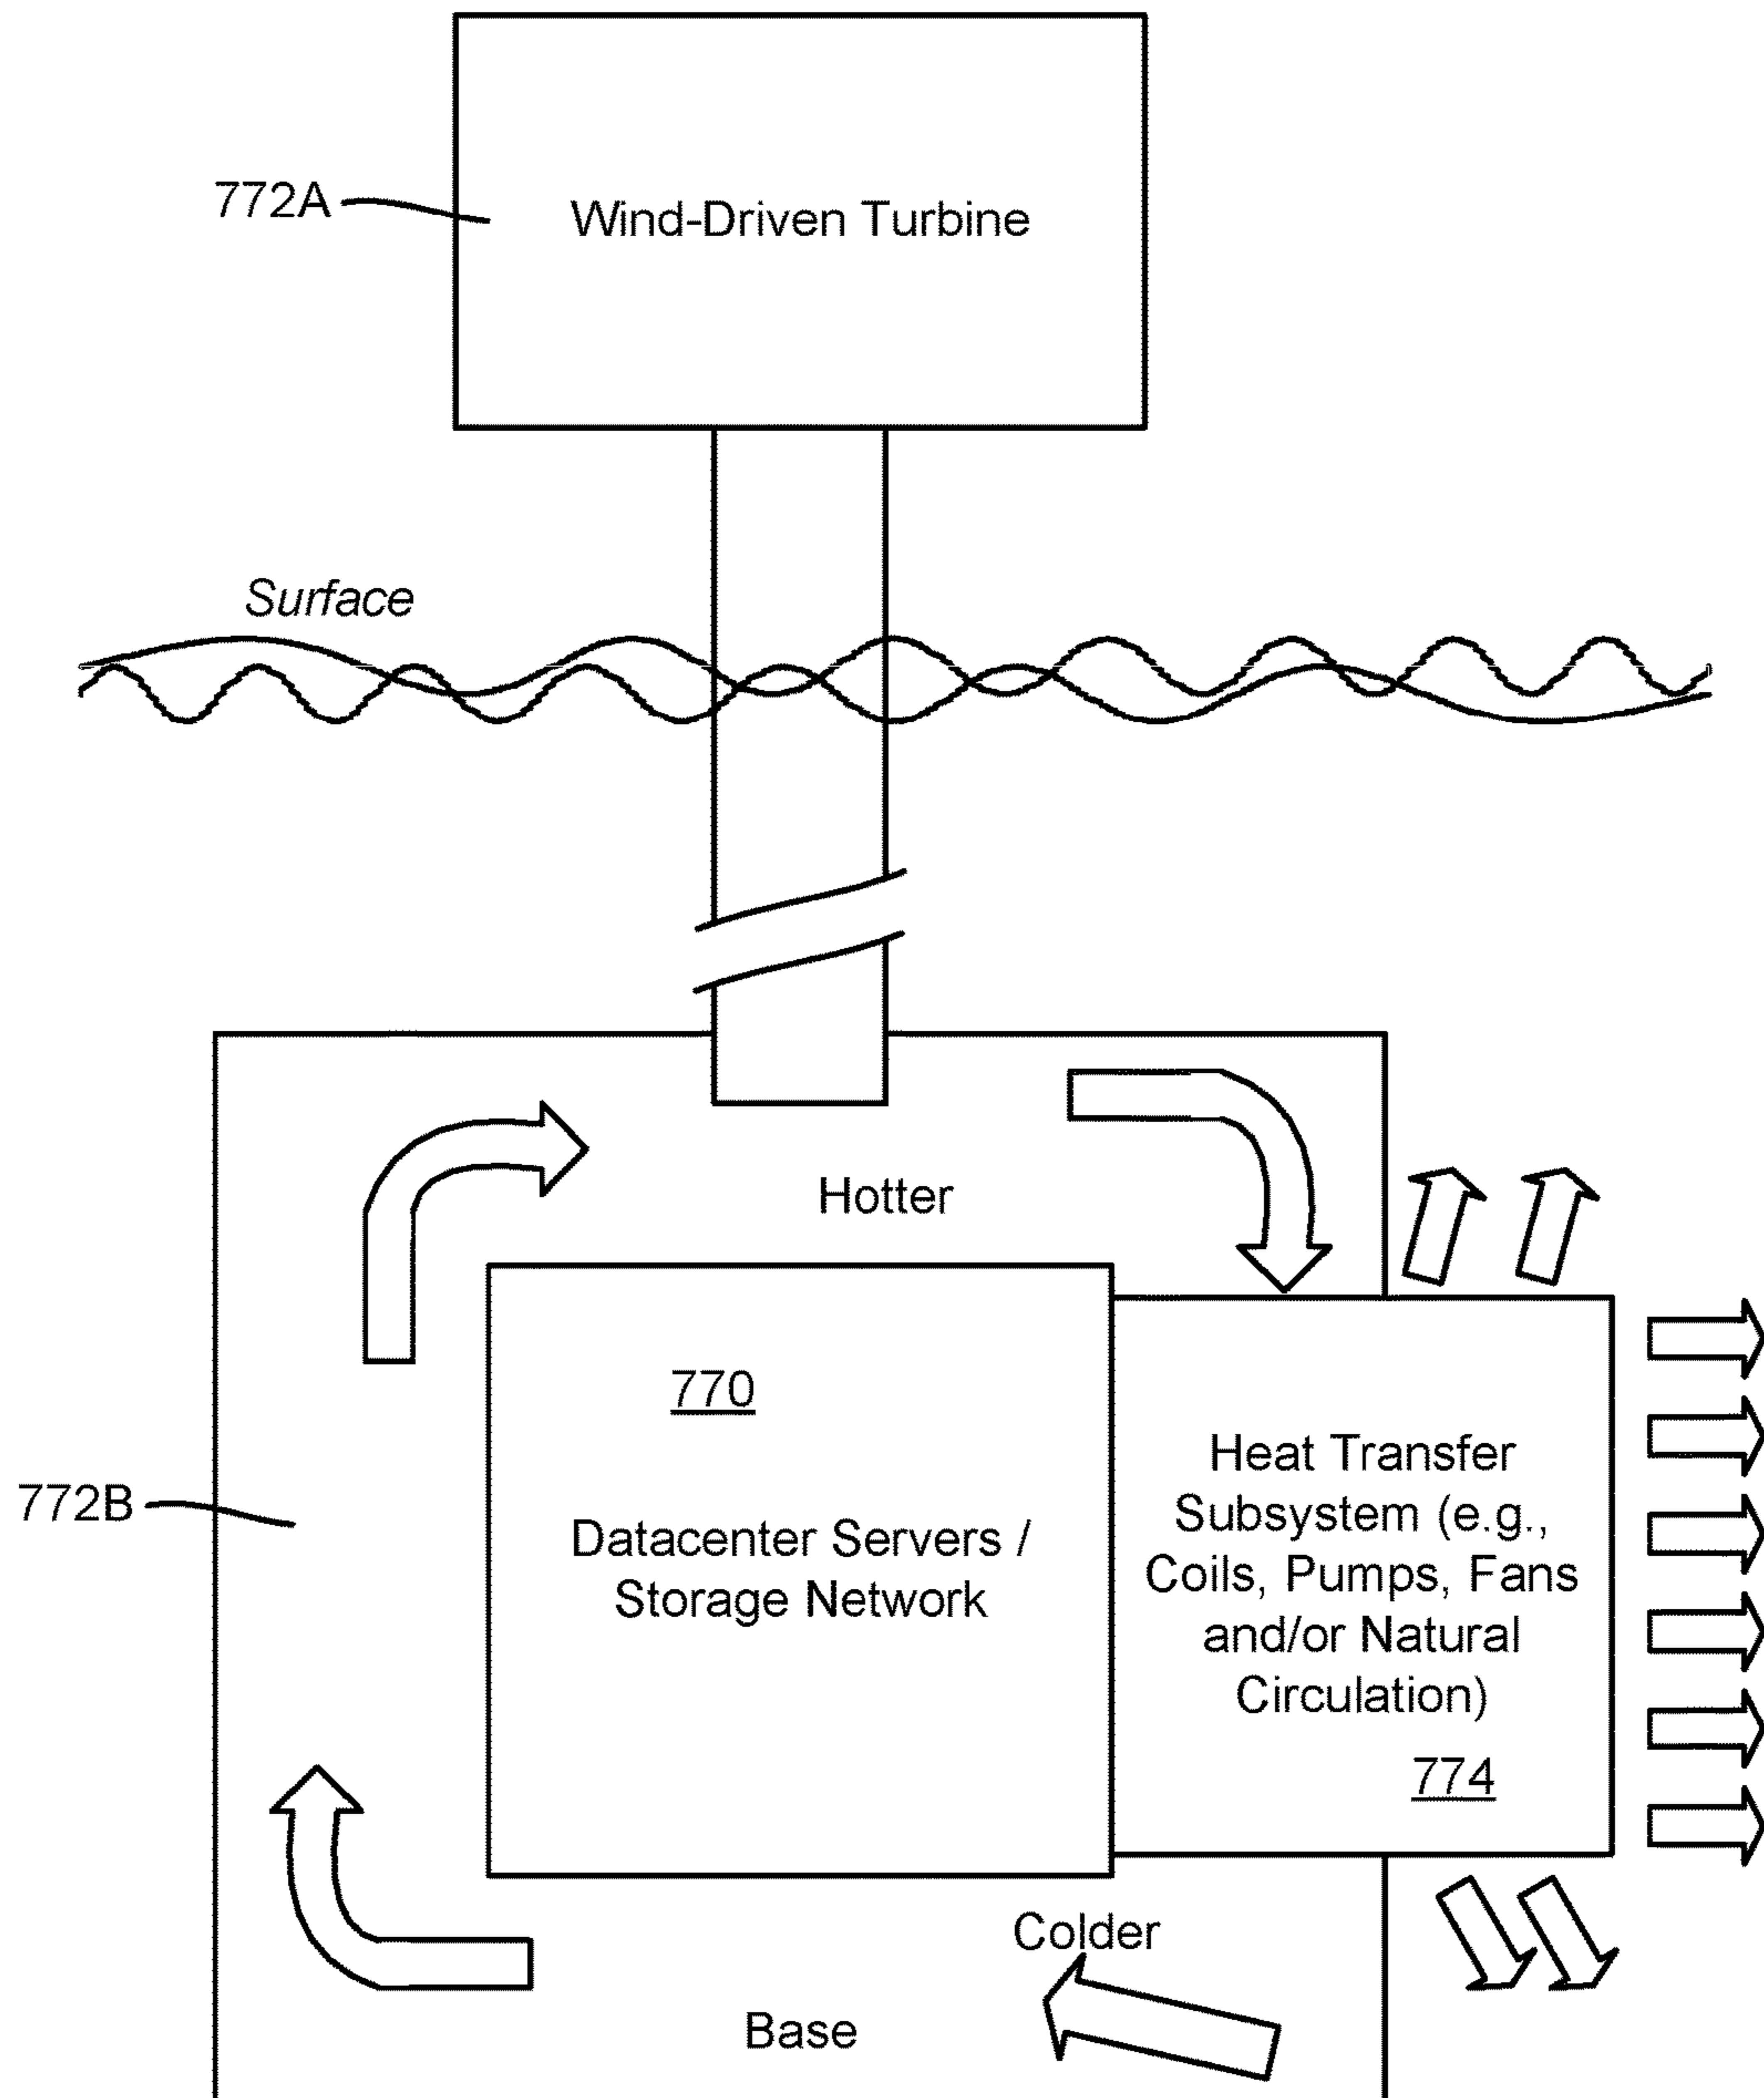 772A
Wind-Driven Turbine
Surface
Hotter
770
Datacenter Servers /
Storage Network
Heat Transfer
Subsystem (e.g.,
Coils, Pumps, Fans
and/or Natural
Circulation)
774
772B
Colder
Base